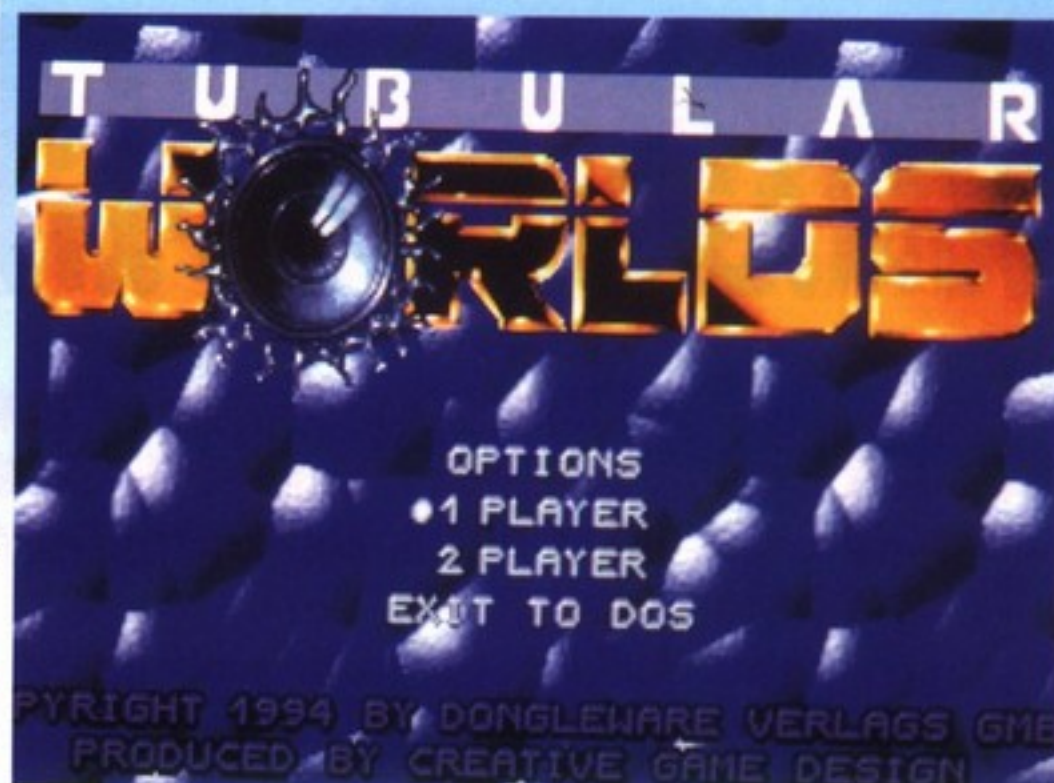 TUBULAR
WORLDS
OPTIONS
1 PLAYER
2 PLAYER
EXIT TO DOS
PYRIGHT 1994 BY DONGLEWARE VERLAGS GMB
PRODUCED BY CREATIVE GAME DESIGN